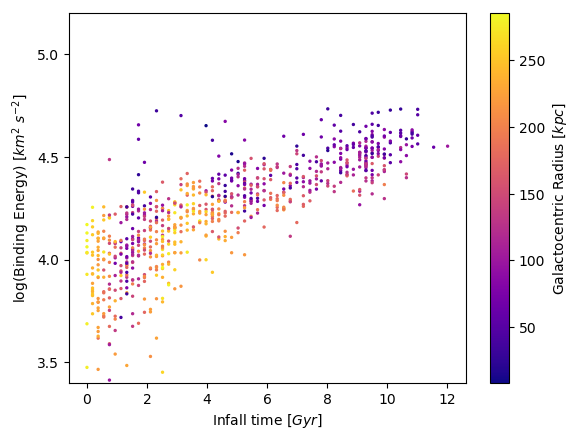 5.0
4.5
4.0
3.5
log(Binding Energy) [km² s⁻²]
0 2 4 6 8 10 12
Infall time [Gyr]
250
200
150
100
50
Galactocentric Radius [kpc]